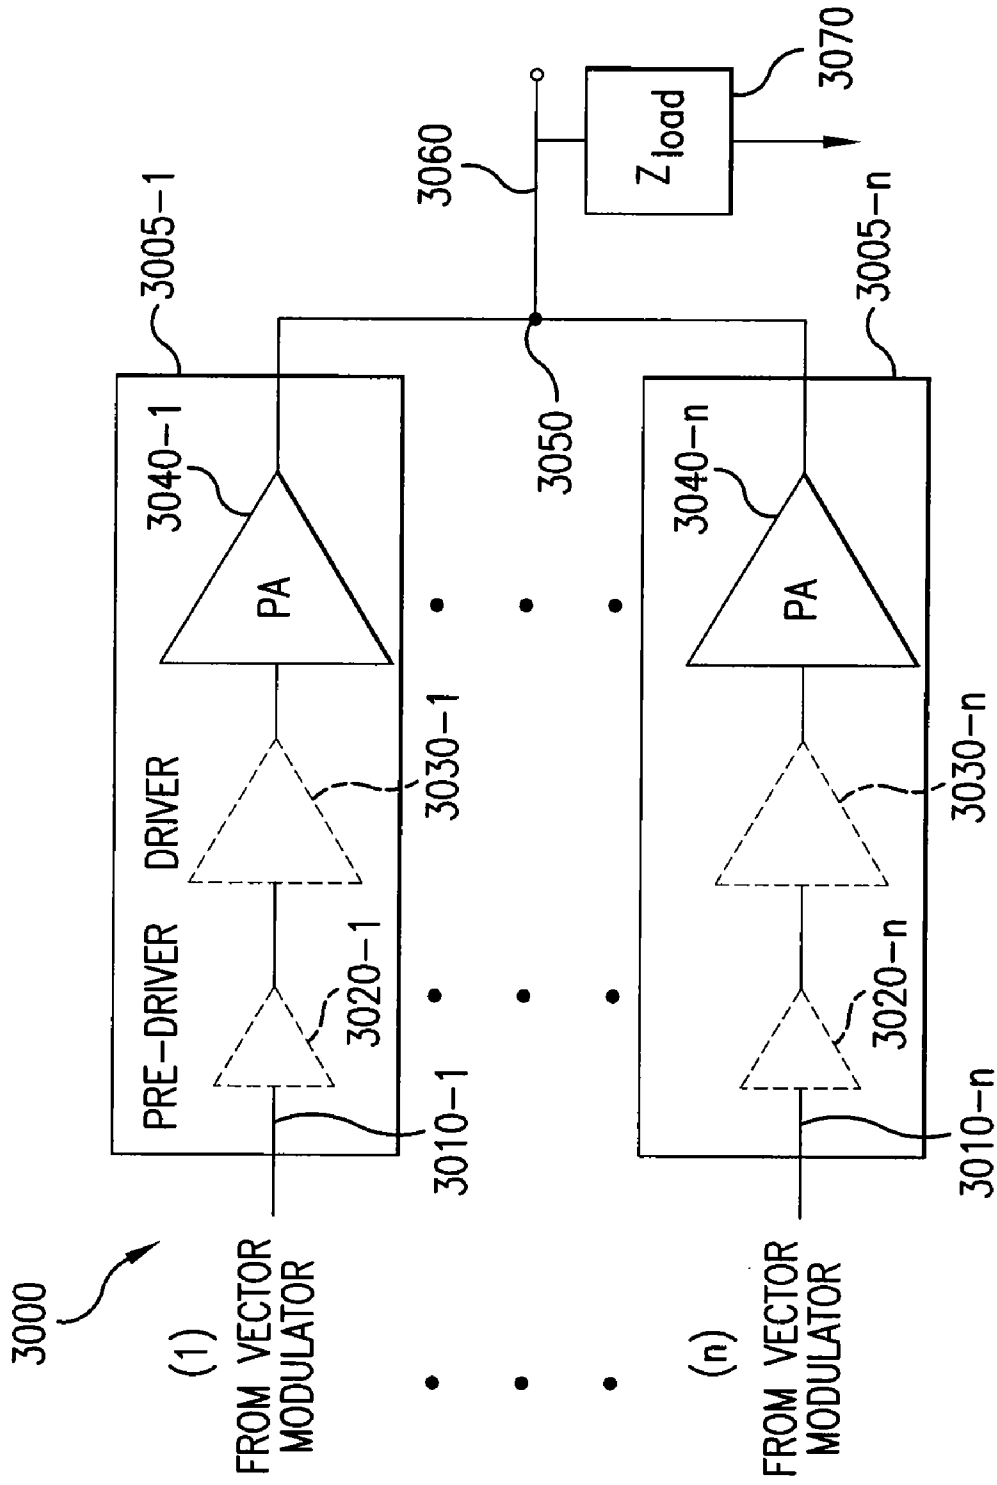 3000
(1)
FROM VECTOR
MODULATOR
3010-1
PRE-DRIVER
3020-1
DRIVER
3030-1
PA
3040-1
3005-1
3050
3060
Zload
3070
(n)
FROM VECTOR
MODULATOR
3010-n
3020-n
3030-n
PA
3040-n
3005-n